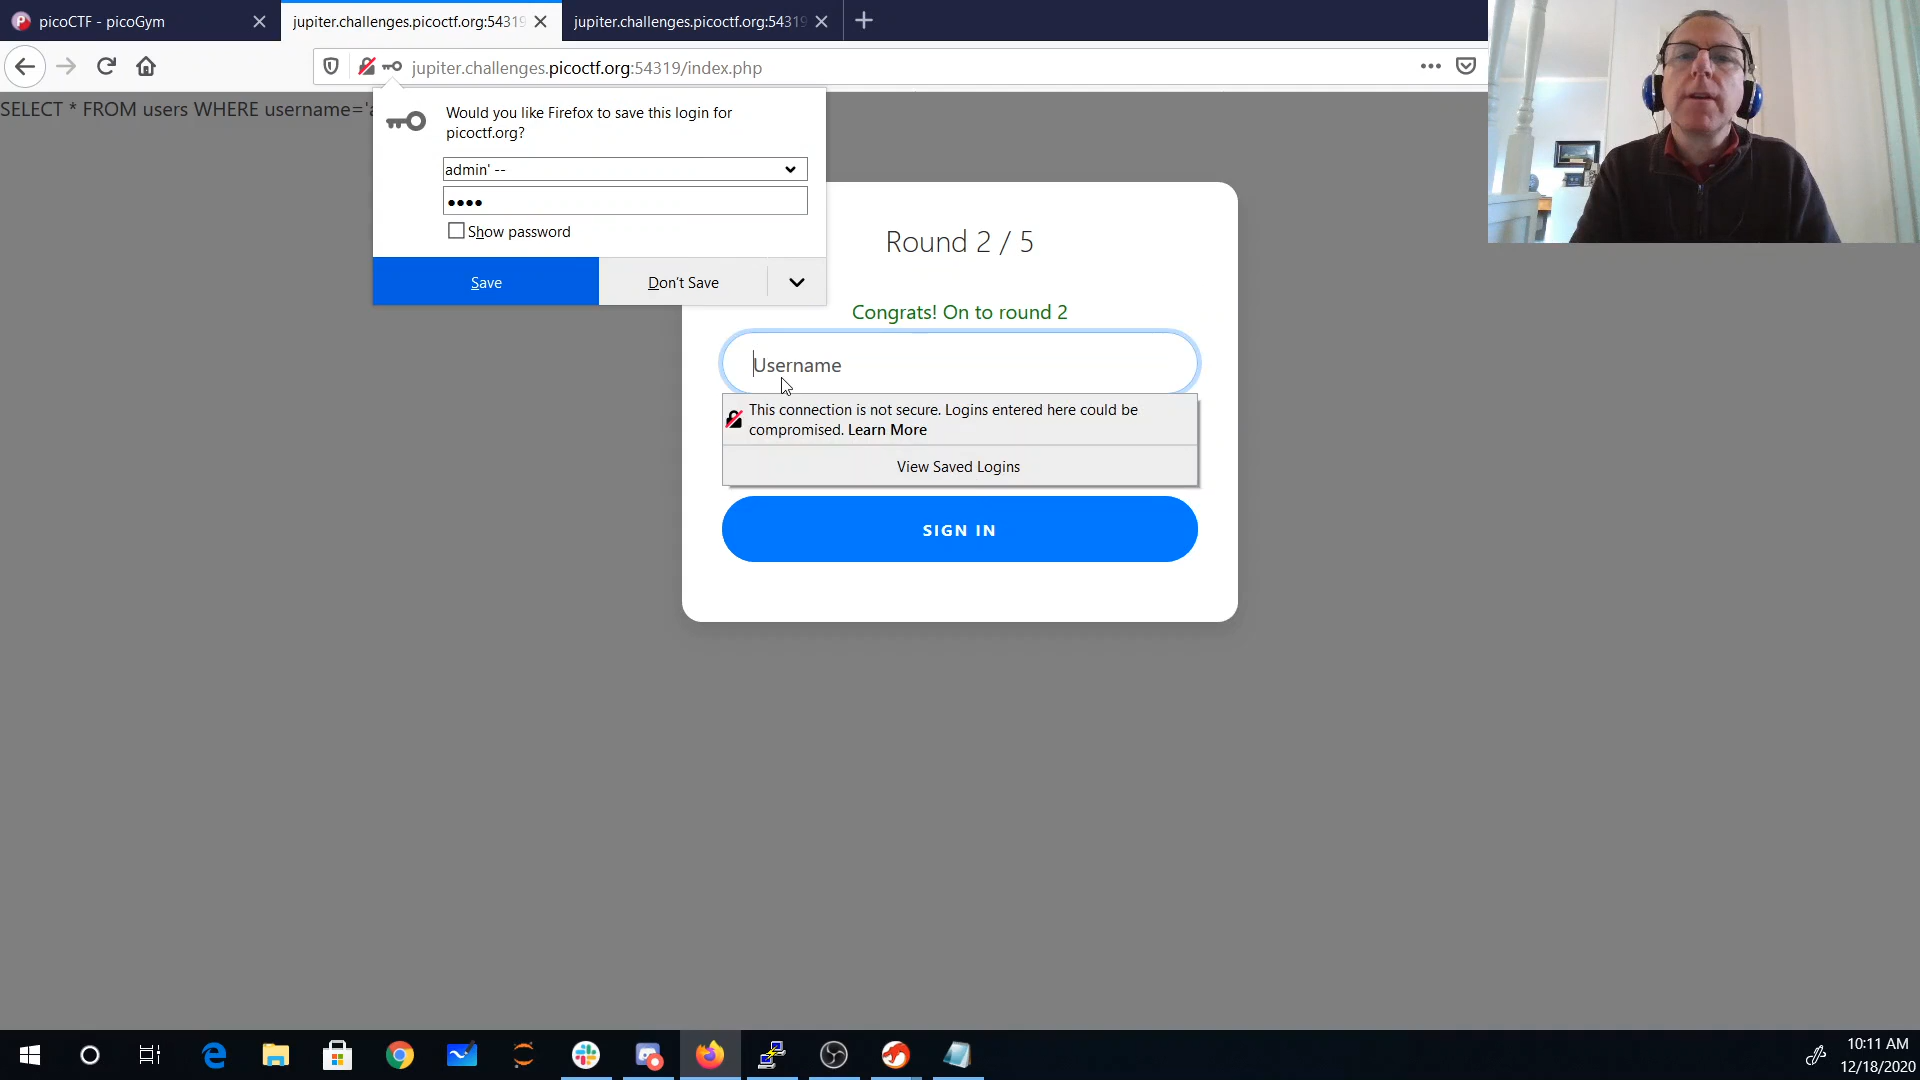 picoCTF - picoGym
jupiter.challenges.picoctf.org:54319
jupiter.challenges.picoctf.org:54319
jupiter.challenges.picoctf.org:54319/index.php
SELECT * FROM users WHERE username='a
Would you like Firefox to save this login for
picoctf.org?
admin' --
Show password
Save
Don't Save
Round 2 / 5
Congrats! On to round 2
Username
This connection is not secure. Logins entered here could be
compromised. Learn More
View Saved Logins
SIGN IN
10:11 AM
12/18/2020